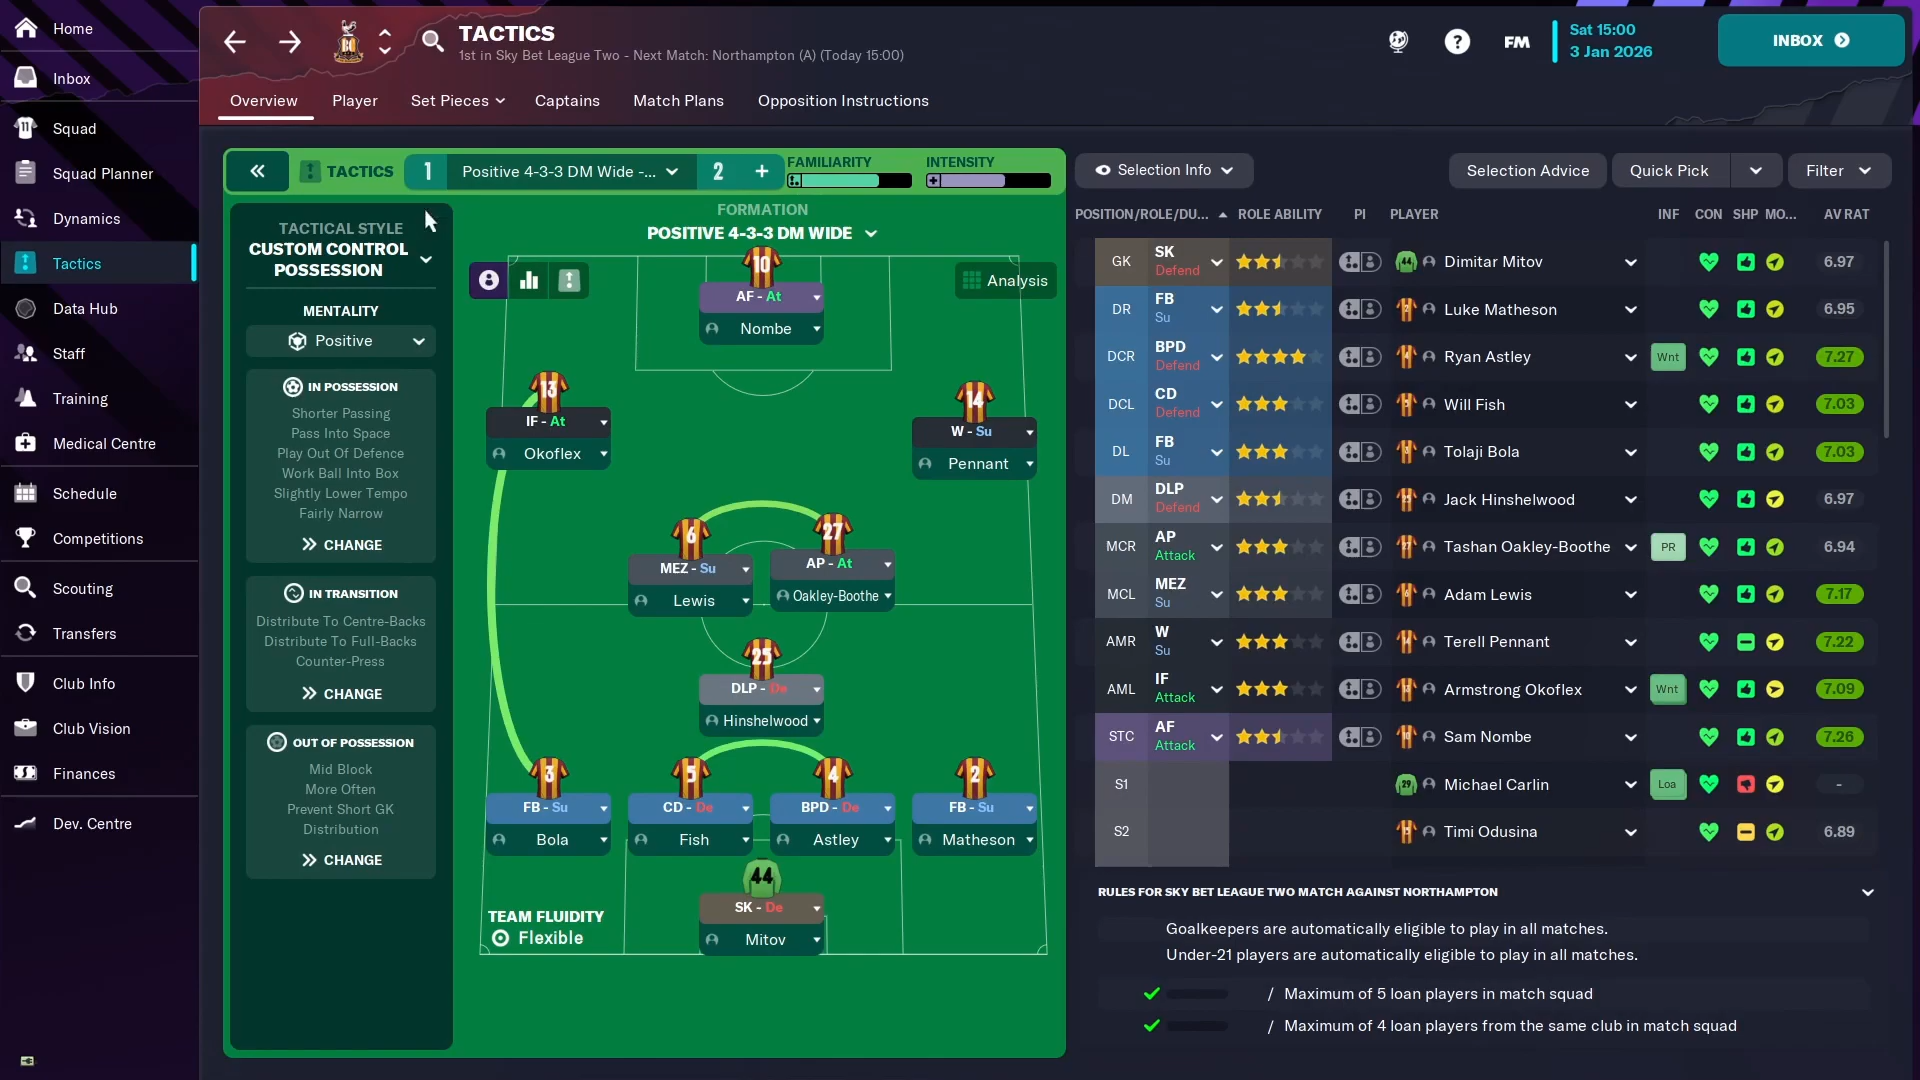 Home
Inbox
Squad
Squad Planner
Dynamics
Tactics
Data Hub
Staff
Training
Medical Centre
Schedule
Competitions
Scouting
Transfers
Club Info
Club Vision
Finances
Dev. Centre
TACTICS
1st in Sky Bet League Two - Next Match: Northampton (A) (Today 15:00)
FM
Sat 15:00
3 Jan 2026
INBOX
Overview
Player
Set Pieces
Captains
Match Plans
Opposition Instructions
TACTICS
1
Positive 4-3-3 DM Wide -...
2
FAMILIARITY
INTENSITY
TACTICAL STYLE
CUSTOM CONTROL
POSSESSION
MENTALITY
Positive
IN POSSESSION
Shorter Passing
Pass Into Space
Play Out Of Defence
Work Ball Into Box
Slightly Lower Tempo
Fairly Narrow
CHANGE
IN TRANSITION
Distribute To Centre-Backs
Distribute To Full-Backs
Counter-Press
CHANGE
OUT OF POSSESSION
Mid Block
More Often
Prevent Short GK
Distribution
CHANGE
FORMATION
POSITIVE 4-3-3 DM WIDE
Analysis
10
AF - At
Nombe
13
IF - At
Okoflex
14
W - Su
Pennant
6
MEZ - Su
Lewis
27
AP - At
Oakley-Boothe
25
DLP - De
Hinshelwood
3
FB - Su
Bola
5
CD - De
Fish
4
BPD - De
Astley
2
FB - Su
Matheson
44
SK - De
Mitov
TEAM FLUIDITY
Flexible
Selection Info
Selection Advice
Quick Pick
Filter
POSITION/ROLE/DU... ROLE ABILITY PI PLAYER INF CON SHP MO... AV RAT
GK SK Defend 44 Dimitar Mitov 6.97
DR FB Su Luke Matheson 6.95
DCR BPD Defend Ryan Astley Wnt 7.27
DCL CD Defend Will Fish 7.03
DL FB Su Tolaji Bola 7.03
DM DLP Defend Jack Hinshelwood 6.97
MCR AP Attack Tashan Oakley-Boothe PR 6.94
MCL MEZ Su Adam Lewis 7.17
AMR W Su Terell Pennant 7.22
AML IF Attack Armstrong Okoflex Wnt 7.09
STC AF Attack Sam Nombe 7.26
S1 Michael Carlin Loa -
S2 Timi Odusina 6.89
RULES FOR SKY BET LEAGUE TWO MATCH AGAINST NORTHAMPTON
Goalkeepers are automatically eligible to play in all matches.
Under-21 players are automatically eligible to play in all matches.
/ Maximum of 5 loan players in match squad
/ Maximum of 4 loan players from the same club in match squad